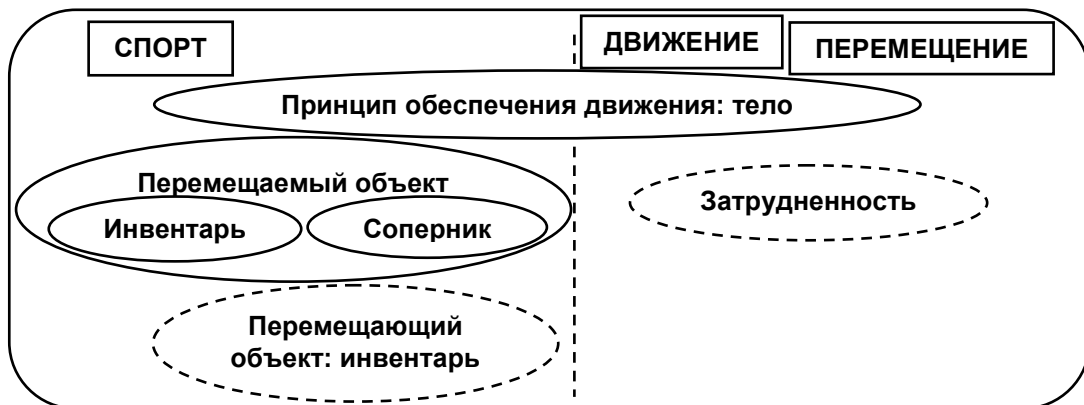 СПОРТ
ДВИЖЕНИЕ
ПЕРЕМЕЩЕНИЕ
Принцип обеспечения движения: тело
Перемещаемый объект
Инвентарь
Соперник
Затрудненность
Перемещающий
объект: инвентарь